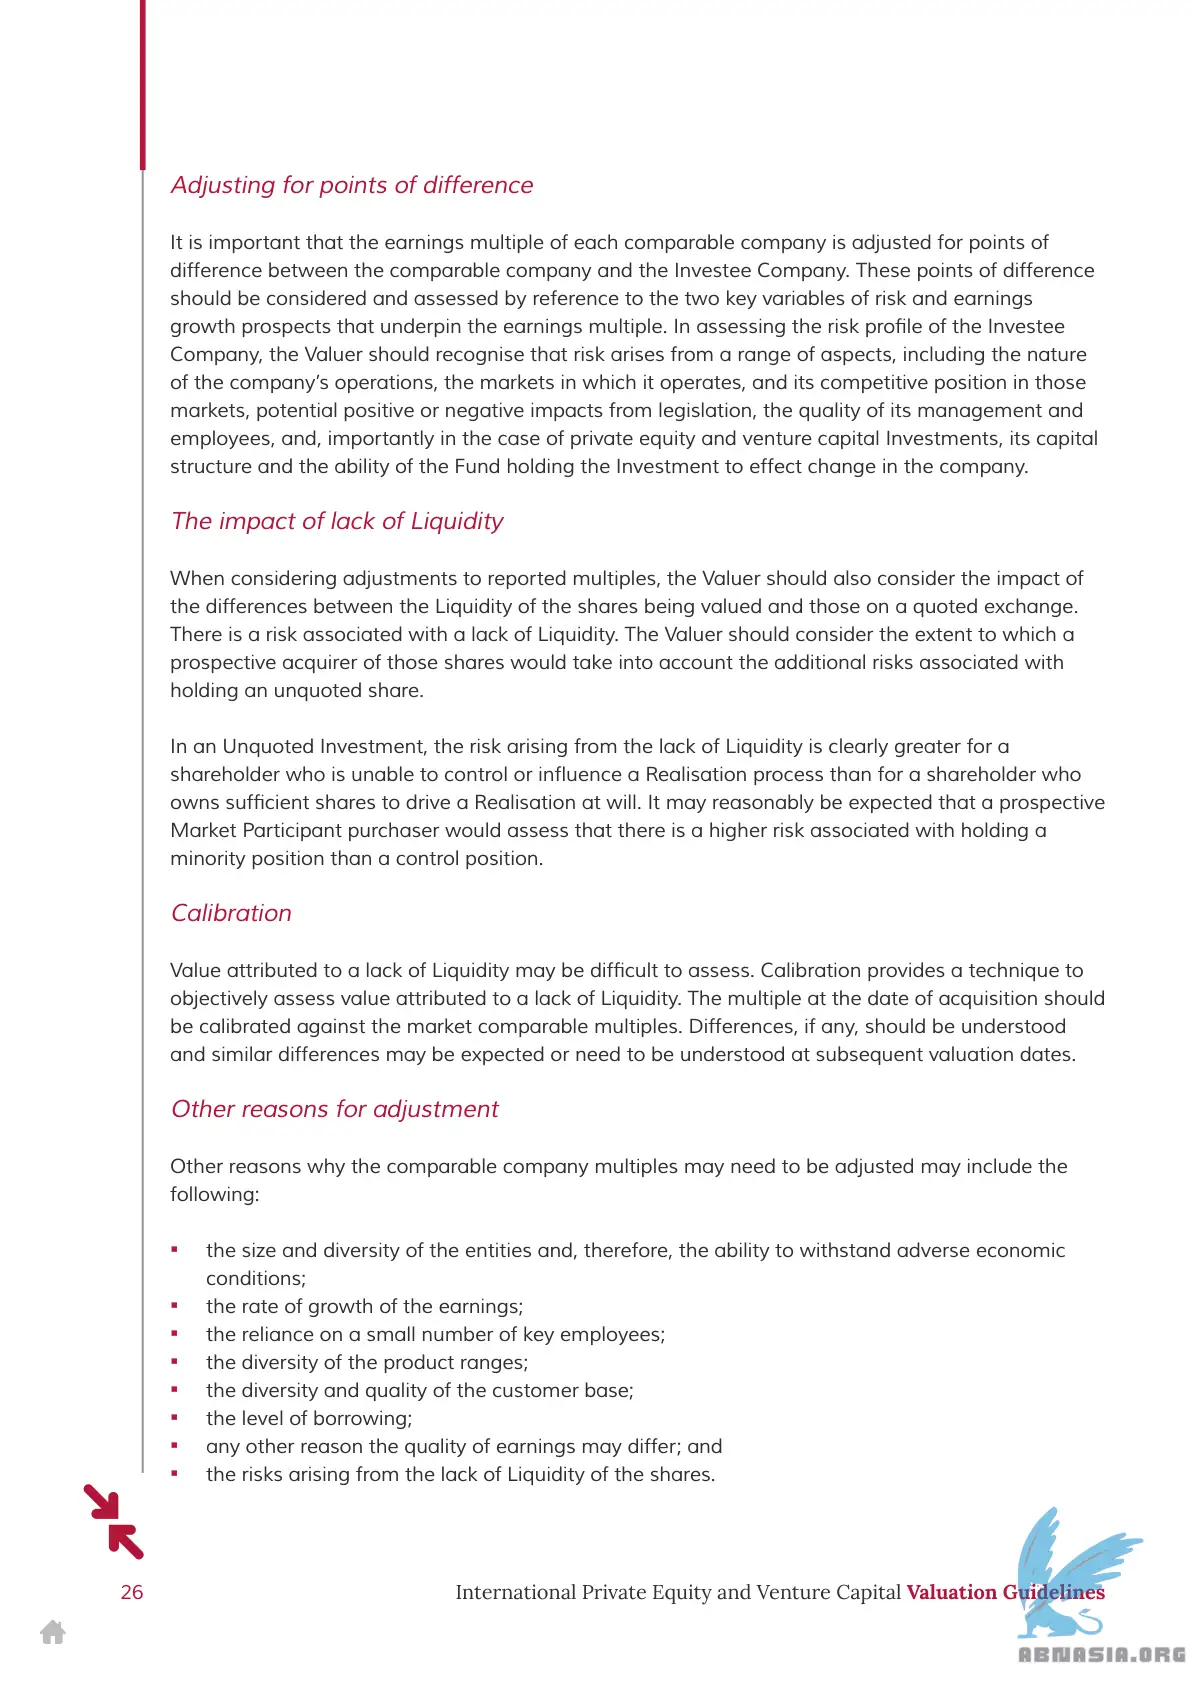 Adjusting for points of difference
It is important that the earnings multiple of each comparable company is adjusted for points of
difference between the comparable company and the Investee Company. These points of difference
should be considered and assessed by reference to the two key variables of risk and earnings
growth prospects that underpin the earnings multiple. In assessing the risk profile of the Investee
Company, the Valuer should recognise that risk arises from a range of aspects, including the nature
of the company’s operations, the markets in which it operates, and its competitive position in those
markets, potential positive or negative impacts from legislation, the quality of its management and
employees, and, importantly in the case of private equity and venture capital Investments, its capital
structure and the ability of the Fund holding the Investment to effect change in the company.
The impact of lack of Liquidity
When considering adjustments to reported multiples, the Valuer should also consider the impact of
the differences between the Liquidity of the shares being valued and those on a quoted exchange.
There is a risk associated with a lack of Liquidity. The Valuer should consider the extent to which a
prospective acquirer of those shares would take into account the additional risks associated with
holding an unquoted share.
In an Unquoted Investment, the risk arising from the lack of Liquidity is clearly greater for a
shareholder who is unable to control or influence a Realisation process than for a shareholder who
owns sufficient shares to drive a Realisation at will. It may reasonably be expected that a prospective
Market Participant purchaser would assess that there is a higher risk associated with holding a
minority position than a control position.
Calibration
Value attributed to a lack of Liquidity may be difficult to assess. Calibration provides a technique to
objectively assess value attributed to a lack of Liquidity. The multiple at the date of acquisition should
be calibrated against the market comparable multiples. Differences, if any, should be understood
and similar differences may be expected or need to be understood at subsequent valuation dates.
Other reasons for adjustment
Other reasons why the comparable company multiples may need to be adjusted may include the
following:
▪ the size and diversity of the entities and, therefore, the ability to withstand adverse economic
conditions;
▪ the rate of growth of the earnings;
▪ the reliance on a small number of key employees;
▪ the diversity of the product ranges;
▪ the diversity and quality of the customer base;
▪ the level of borrowing;
▪ any other reason the quality of earnings may differ; and
▪ the risks arising from the lack of Liquidity of the shares.
26 International Private Equity and Venture Capital Valuation Guidelines
ABNASIA.ORG